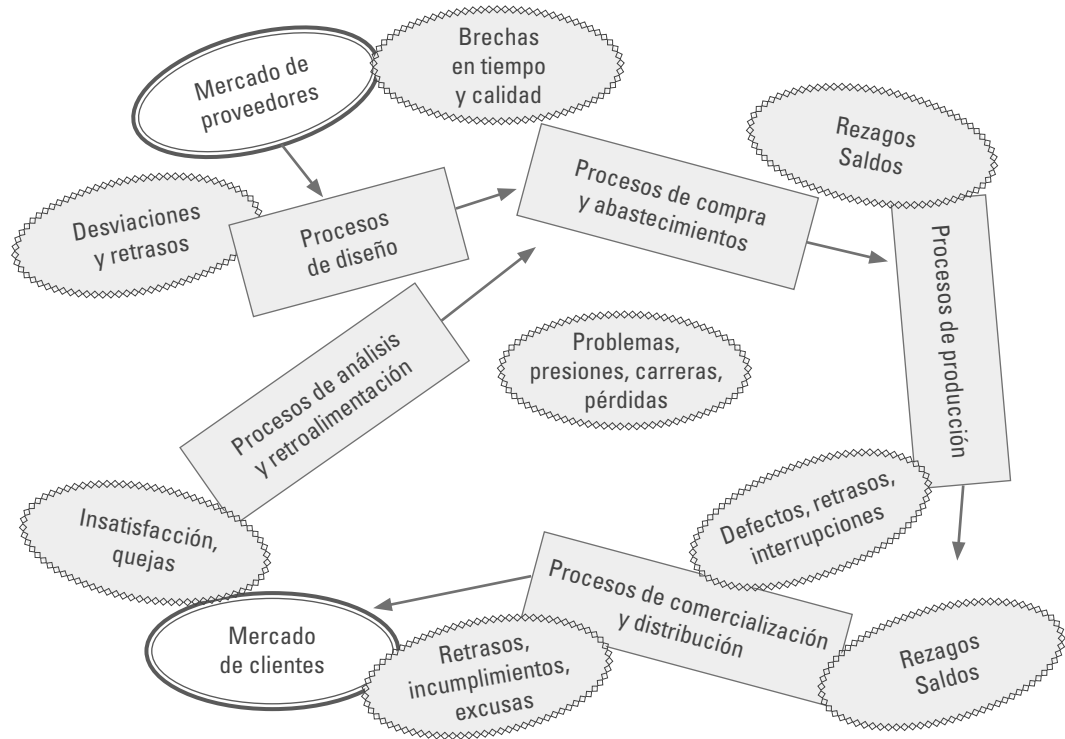 Mercado de
proveedores
Brechas
en tiempo
y calidad
Rezagos
Saldos
Desviaciones
y retrasos
Procesos
de diseño
Procesos de compra
y abastecimientos
Procesos de producción
Procesos de análisis
y retroalimentación
Problemas,
presiones, carreras,
pérdidas
Insatisfacción,
quejas
Defectos, retrasos,
interrupciones
Procesos de comercialización
y distribución
Mercado
de clientes
Retrasos,
incumplimientos,
excusas
Rezagos
Saldos